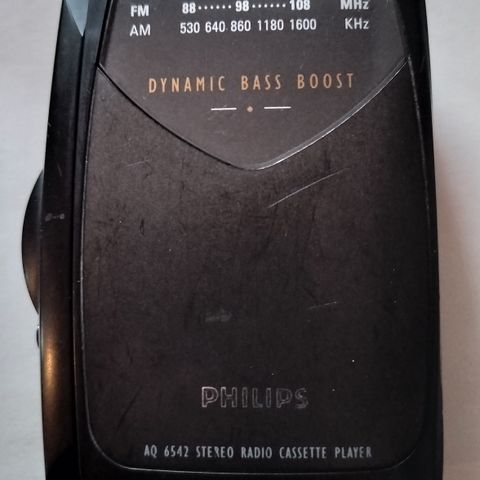 FM 88······98······108 MHz
AM 530 640 860 1180 1600 KHz
DYNAMIC BASS BOOST
PHILIPS
AQ 6542 STEREO RADIO CASSETTE PLAYER